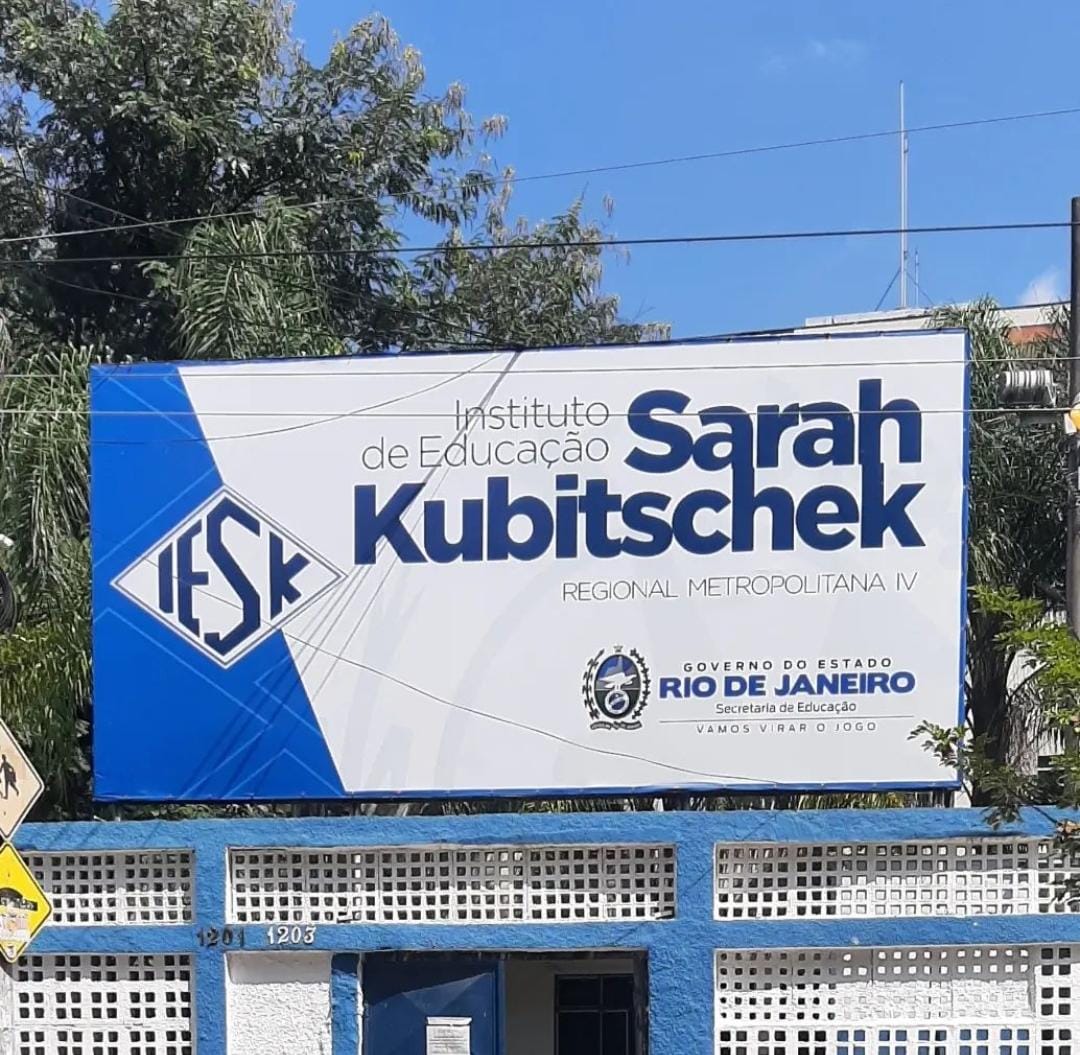 Instituto
de Educação Sarah
Kubitschek
REGIONAL METROPOLITANA IV
IESK
GOVERNO DO ESTADO
RIO DE JANEIRO
Secretaria de Educação
VAMOS VIRAR O JOGO
1201 1203